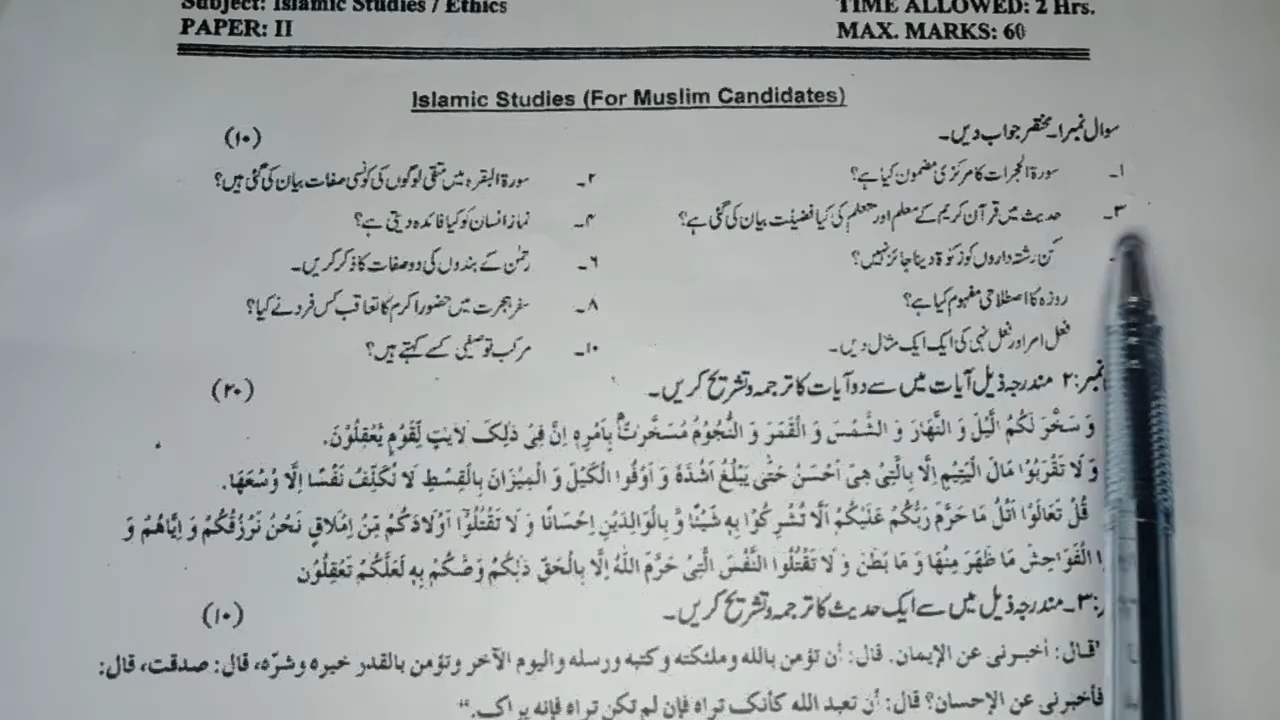 Subject: Islamic Studies / Ethics
TIME ALLOWED: 2 Hrs.
PAPER: II
MAX. MARKS: 60
Islamic Studies (For Muslim Candidates)
سوال نمبر۱۔ مختصر جواب دیں۔ (۱۰)
۱۔ سورۃ الحجرات کا مرکزی مضمون کیا ہے؟ ۲۔ سورۃ البقرہ میں متقی لوگوں کی کونسی صفات بیان کی گئی ہیں؟
۳۔ حدیث میں قرآن کریم کے معلم اور متعلم کی کیا فضیلت بیان کی گئی ہے؟ ۴۔ نماز انسان کو کیا فائدہ دیتی ہے؟
کن رشتہ داروں کو زکوٰۃ دینا جائز نہیں؟ ۶۔ رحمٰن کے بندوں کی دو صفات کا ذکر کریں۔
روزہ کا اصطلاحی مفہوم کیا ہے؟ ۸۔ سفر ہجرت میں حضور اکرم کا تعاقب کس فرد نے کیا؟
فعل امر اور فعل نہی کی ایک ایک مثال دیں۔ ۱۰۔ مرکب توصیفی کسے کہتے ہیں؟
نمبر:۲ مندرجہ ذیل آیات میں سے دو آیات کا ترجمہ و تشریح کریں۔ (۲۰)
وَ سَخَّرَ لَكُمُ الَّيْلَ وَ النَّهَارَ وَ الشَّمْسَ وَ الْقَمَرَ وَ النُّجُوْمُ مُسَخَّرٰتٌۢ بِاَمْرِهٖ اِنَّ فِىْ ذٰلِكَ لَاٰيٰتٍ لِّقَوْمٍ يَّعْقِلُوْنَ.
وَ لَا تَقْرَبُوْا مَالَ الْيَتِيْمِ اِلَّا بِالَّتِىْ هِىَ اَحْسَنُ حَتّٰى يَبْلُغَ اَشُدَّهٗ وَ اَوْفُوا الْكَيْلَ وَ الْمِيْزَانَ بِالْقِسْطِ لَا نُكَلِّفُ نَفْسًا اِلَّا وُسْعَهَا.
قُلْ تَعَالَوْا اَتْلُ مَا حَرَّمَ رَبُّكُمْ عَلَيْكُمْ اَلَّا تُشْرِكُوْا بِهٖ شَيْئًا وَّ بِالْوَالِدَيْنِ اِحْسَانًا وَ لَا تَقْتُلُوْٓا اَوْلَادَكُمْ مِّنْ اِمْلَاقٍ نَحْنُ نَرْزُقُكُمْ وَ اِيَّاهُمْ وَ
ا الْفَوَاحِشَ مَا ظَهَرَ مِنْهَا وَ مَا بَطَنَ وَ لَا تَقْتُلُوا النَّفْسَ الَّتِىْ حَرَّمَ اللّٰهُ اِلَّا بِالْحَقِّ ذٰلِكُمْ وَصّٰكُمْ بِهٖ لَعَلَّكُمْ تَعْقِلُوْن
:۳۔ مندرجہ ذیل میں سے ایک حدیث کا ترجمہ و تشریح کریں۔ (۱۰)
"قال: أخبرنى عن الإيمان. قال: أن تؤمن بالله وملئكته وكتبه ورسله واليوم الآخر وتؤمن بالقدر خيره وشرّه، قال: صدقت، قال:
فأخبرنى عن الإحسان؟ قال: أن تعبد الله كأنك تراه فإن لم تكن تراه فإنه يراك."